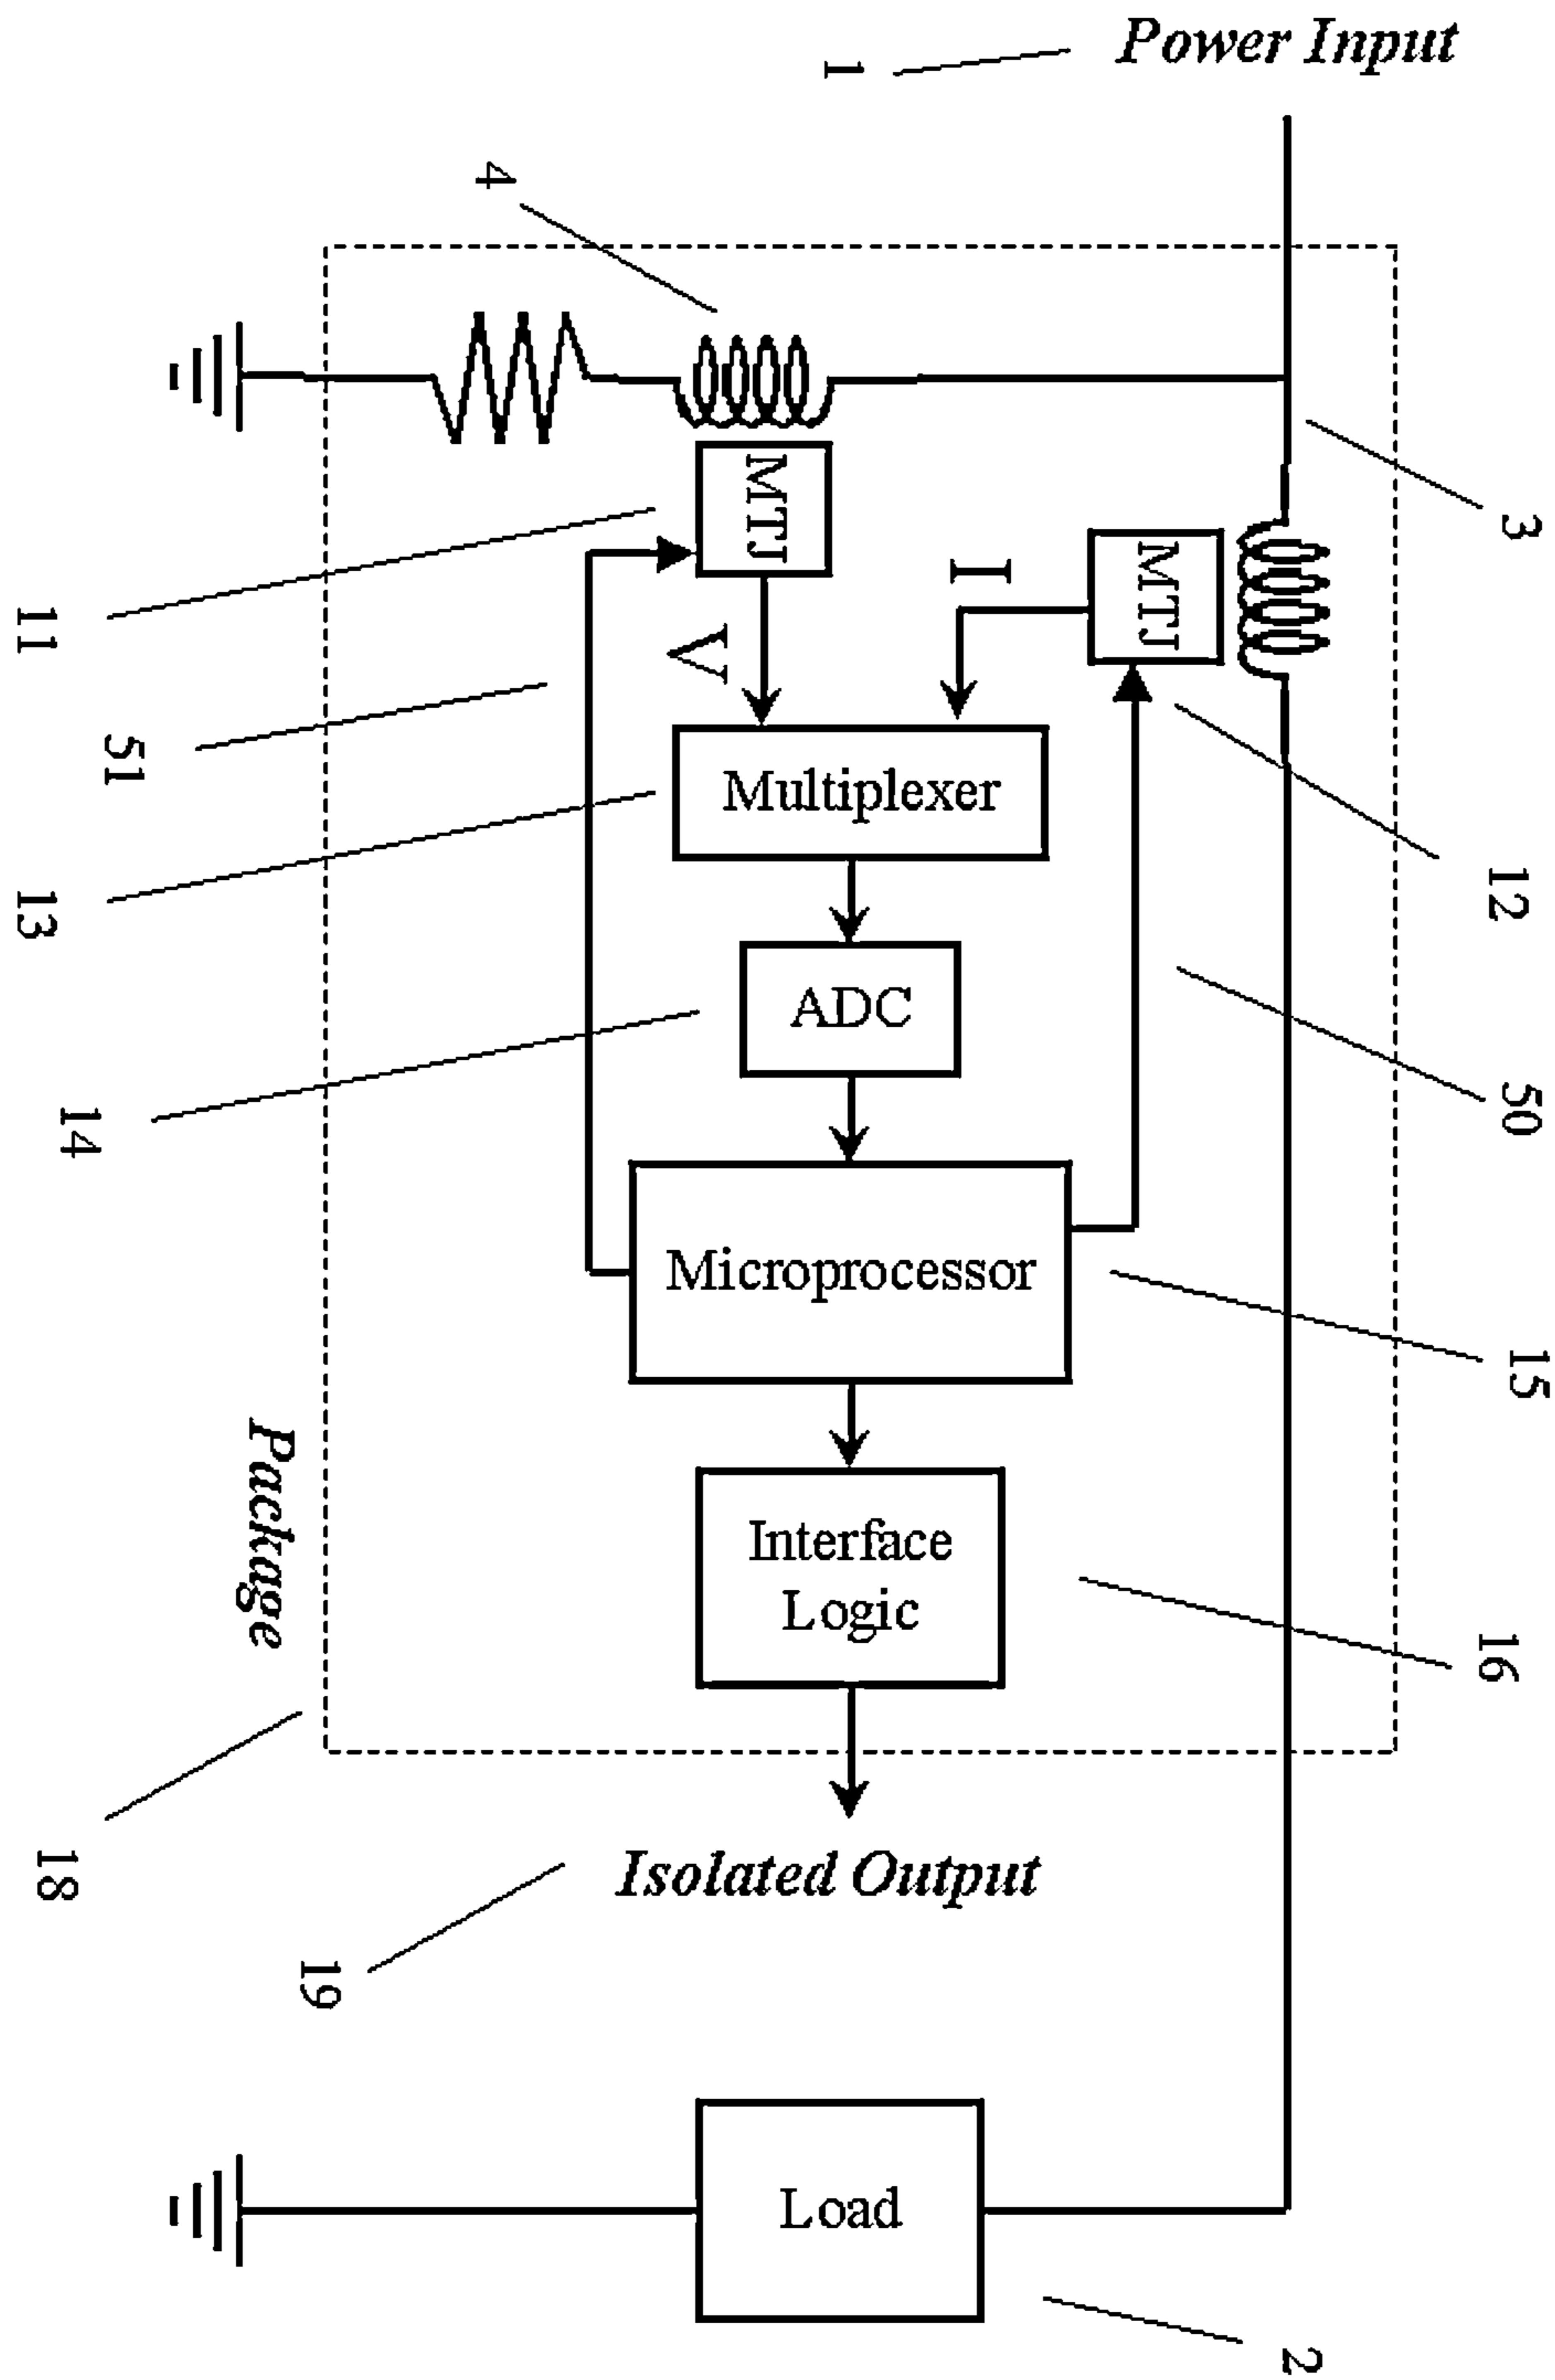 Power Input
1
4
3
MTJ
MTJ
I
V
11
51
Multiplexer
12
13
ADC
50
14
Microprocessor
15
Package
Interface
Logic
16
18
Isolated Output
19
Load
2